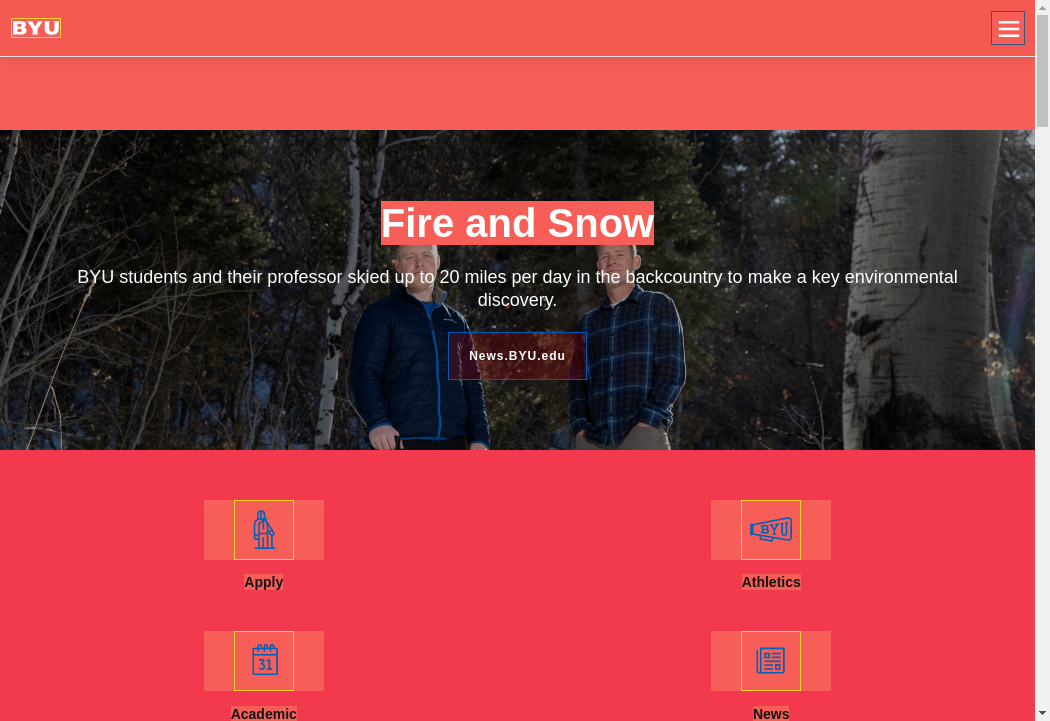 BYU
Fire and Snow
BYU students and their professor skied up to 20 miles per day in the backcountry to make a key environmental
discovery.
News.BYU.edu
BYU
Apply
Athletics
31
Academic
News